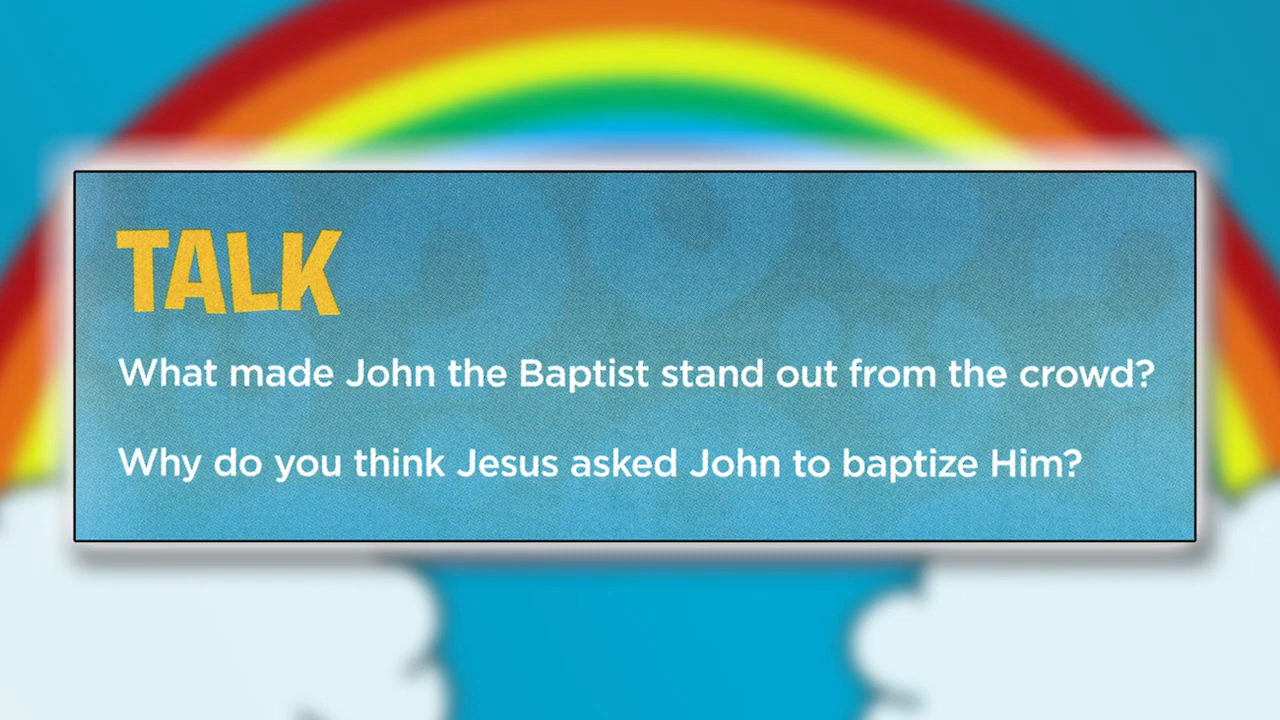 TALK
What made John the Baptist stand out from the crowd?
Why do you think Jesus asked John to baptize Him?